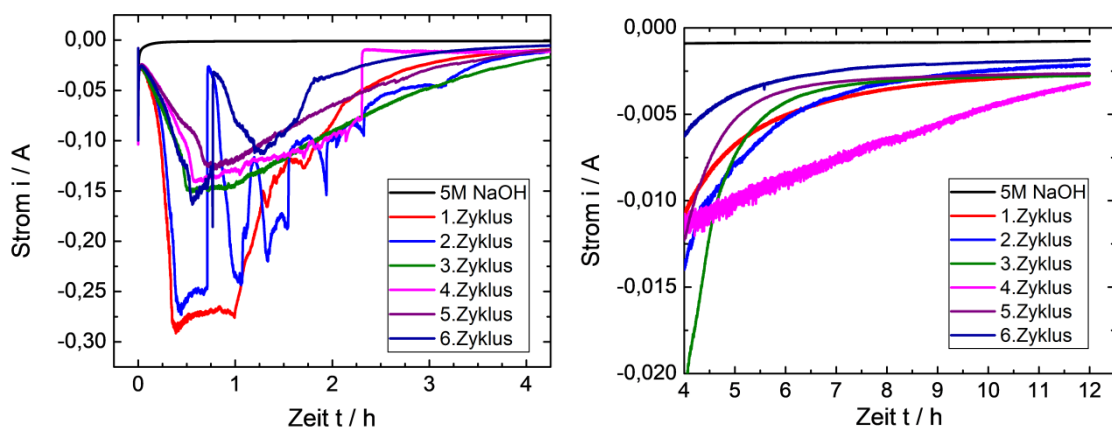 0,00
-0,05
-0,10
-0,15
-0,20
-0,25
-0,30
Strom i / A
5M NaOH
1.Zyklus
2.Zyklus
3.Zyklus
4.Zyklus
5.Zyklus
6.Zyklus
0 1 2 3 4
Zeit t / h
0,000
-0,005
-0,010
-0,015
-0,020
Strom i / A
5M NaOH
1.Zyklus
2.Zyklus
3.Zyklus
4.Zyklus
5.Zyklus
6.Zyklus
4 5 6 7 8 9 10 11 12
Zeit t / h